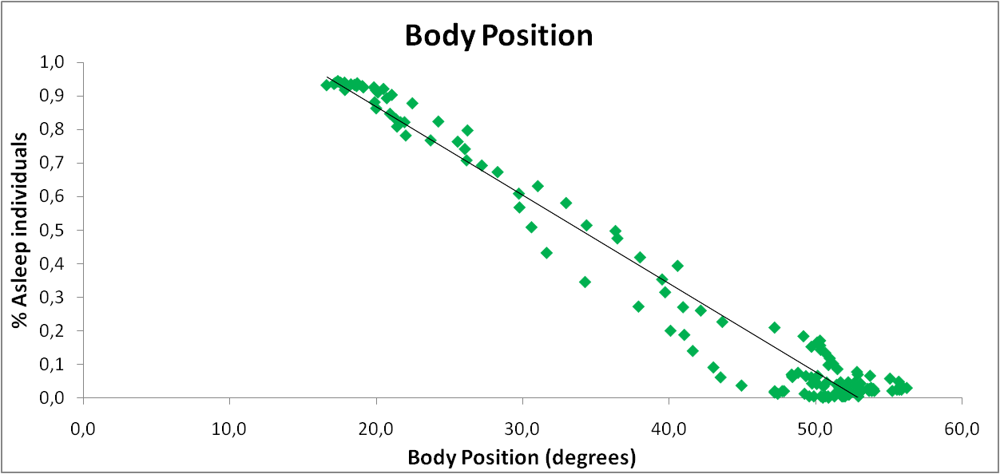 Body Position
1,0
0,9
0,8
0,7
0,6
0,5
0,4
0,3
0,2
0,1
0,0
% Asleep individuals
0,0 10,0 20,0 30,0 40,0 50,0 60,0
Body Position (degrees)